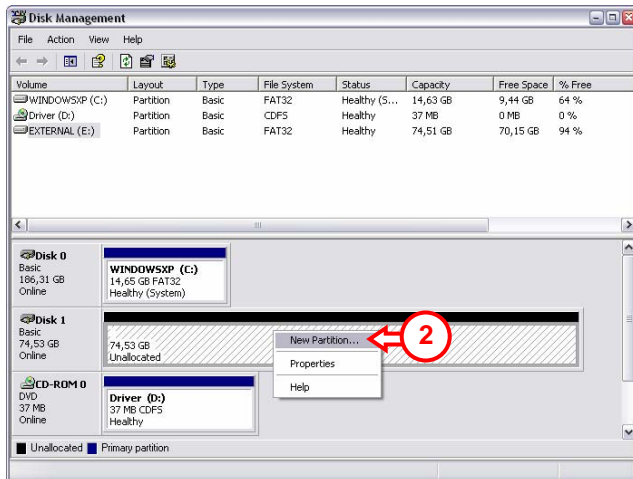 Disk Management
File Action View Help
Volume Layout Type File System Status Capacity Free Space % Free
WINDOWSXP (C:) Partition Basic FAT32 Healthy (S... 14,63 GB 9,44 GB 64 %
Driver (D:) Partition Basic CDFS Healthy 37 MB 0 MB 0 %
EXTERNAL (E:) Partition Basic FAT32 Healthy 74,51 GB 70,15 GB 94 %
Disk 0
Basic
186,31 GB
Online
WINDOWSXP (C:)
14,65 GB FAT32
Healthy (System)
Disk 1
Basic
74,53 GB
Online
74,53 GB
Unallocated
New Partition...
Properties
Help
2
CD-ROM 0
DVD
37 MB
Online
Driver (D:)
37 MB CDFS
Healthy
Unallocated Primary partition